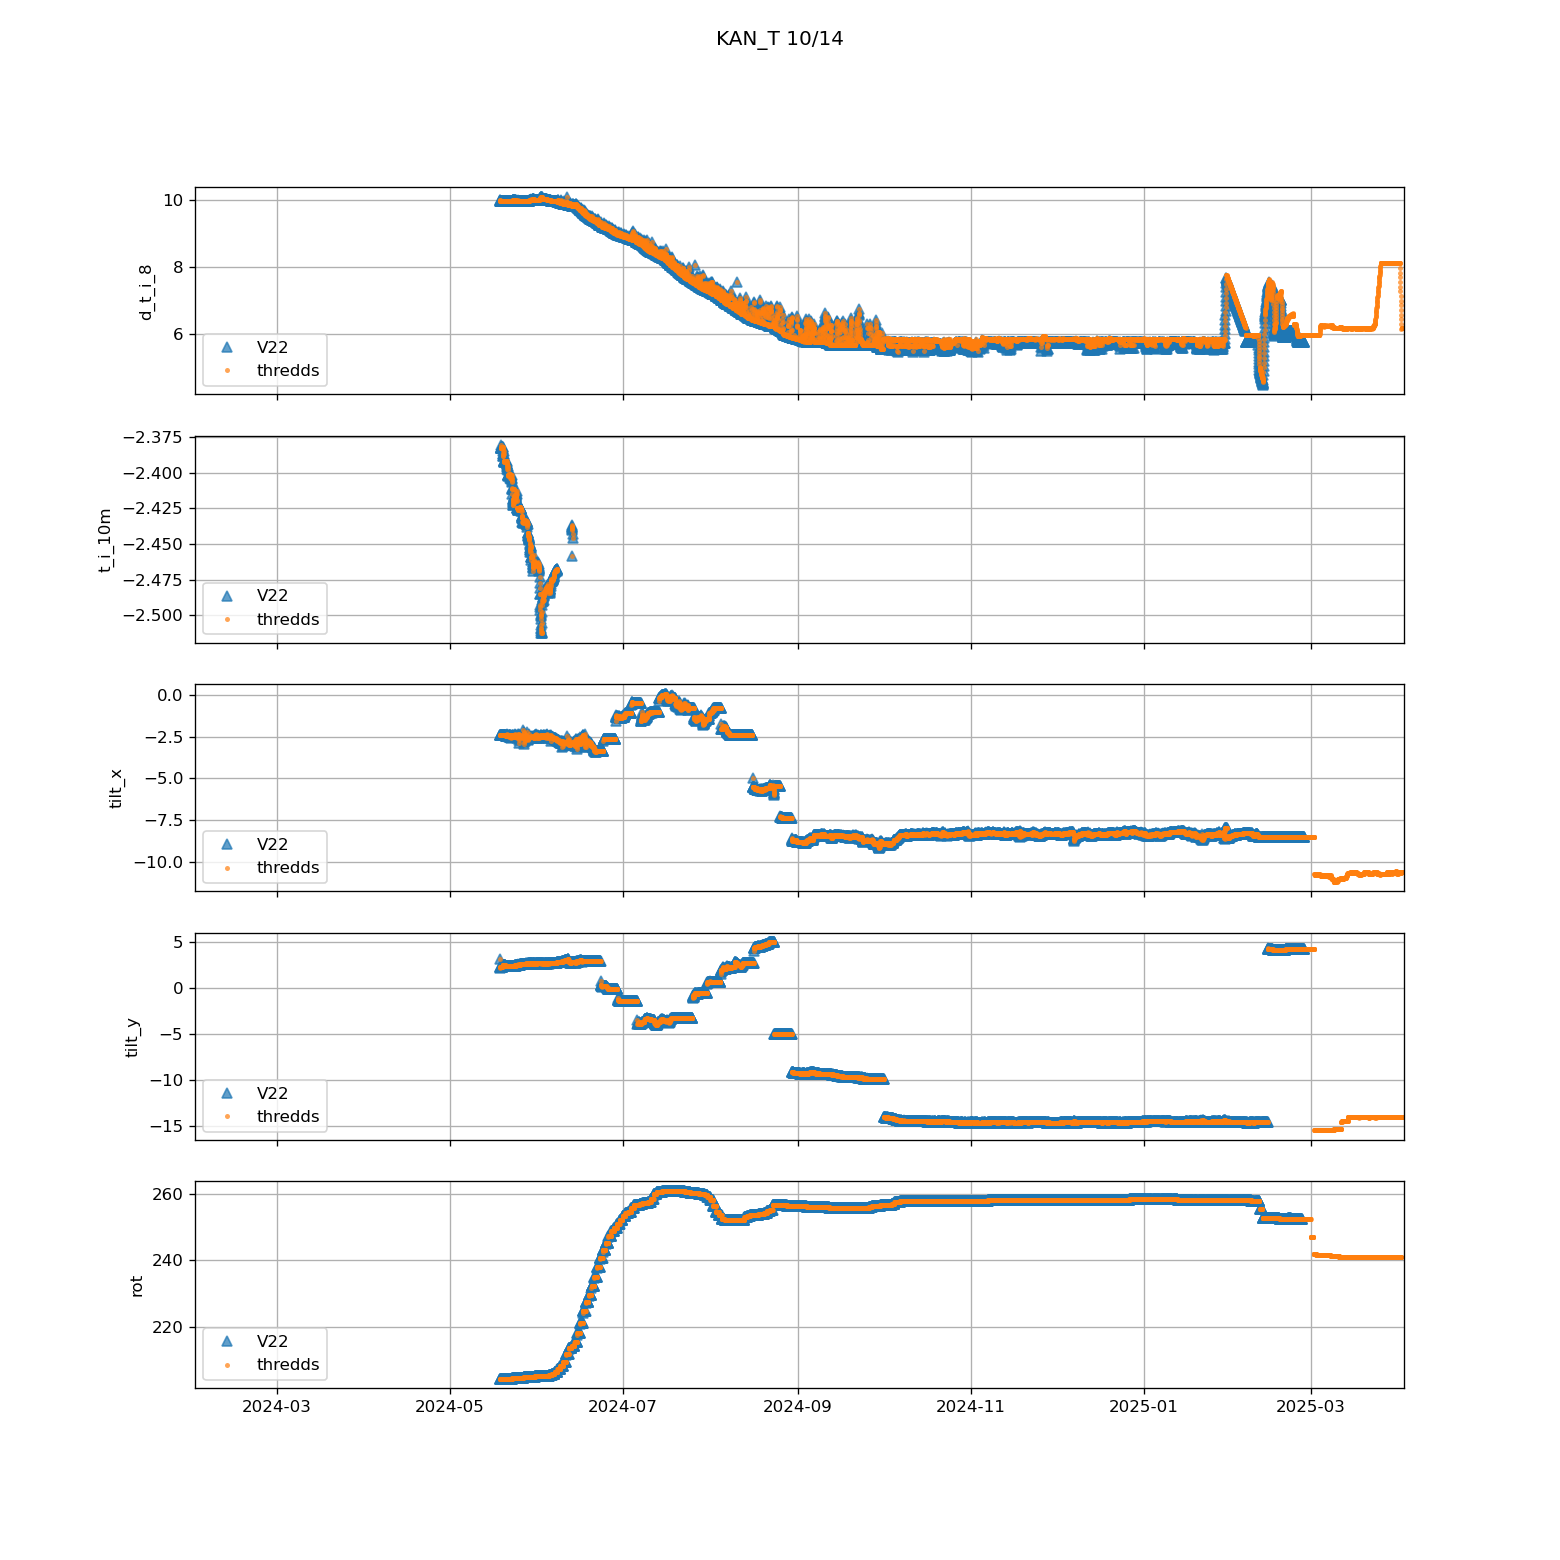 KAN_T 10/14
10
8
6
d_t_i_8
V22
thredds
−2.375
−2.400
−2.425
−2.450
−2.475
−2.500
t_i_10m
V22
thredds
0.0
−2.5
−5.0
−7.5
−10.0
tilt_x
V22
thredds
5
0
−5
−10
−15
tilt_y
V22
thredds
260
240
220
rot
V22
thredds
2024-03 2024-05 2024-07 2024-09 2024-11 2025-01 2025-03